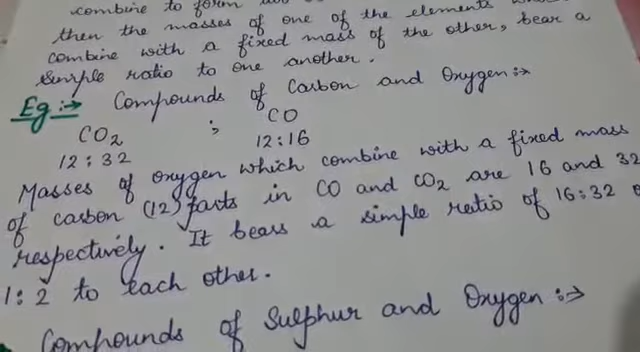 combine to form
then the masses of one of the elements
combine with a fixed mass of the other, bear a
simple ratio to one another.
Eg:→ Compounds of Carbon and Oxygen:→
CO2 ; CO
12:32 12:16
Masses of oxygen which combine with a fixed mass
of carbon (12) parts in CO and CO2 are 16 and 32
respectively. It bears a simple ratio of 16:32
1:2 to each other.
Compounds of Sulphur and Oxygen:→